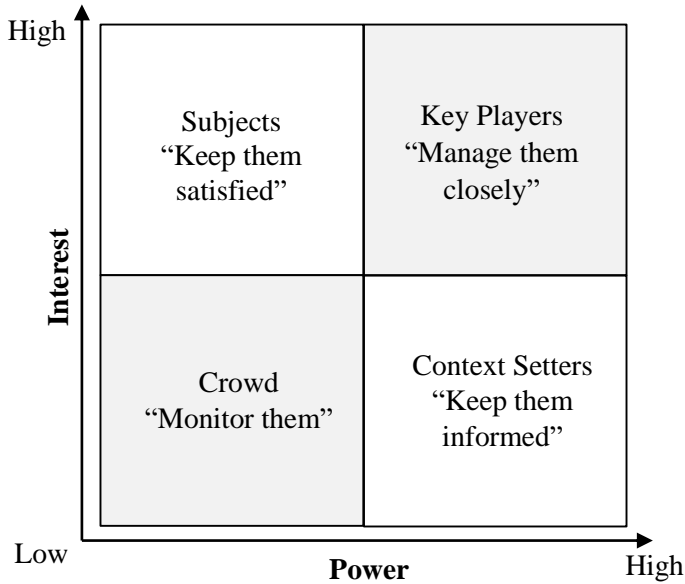 High
Subjects
“Keep them
satisfied”
Key Players
“Manage them
closely”
Interest
Crowd
“Monitor them”
Context Setters
“Keep them
informed”
Low
Power
High